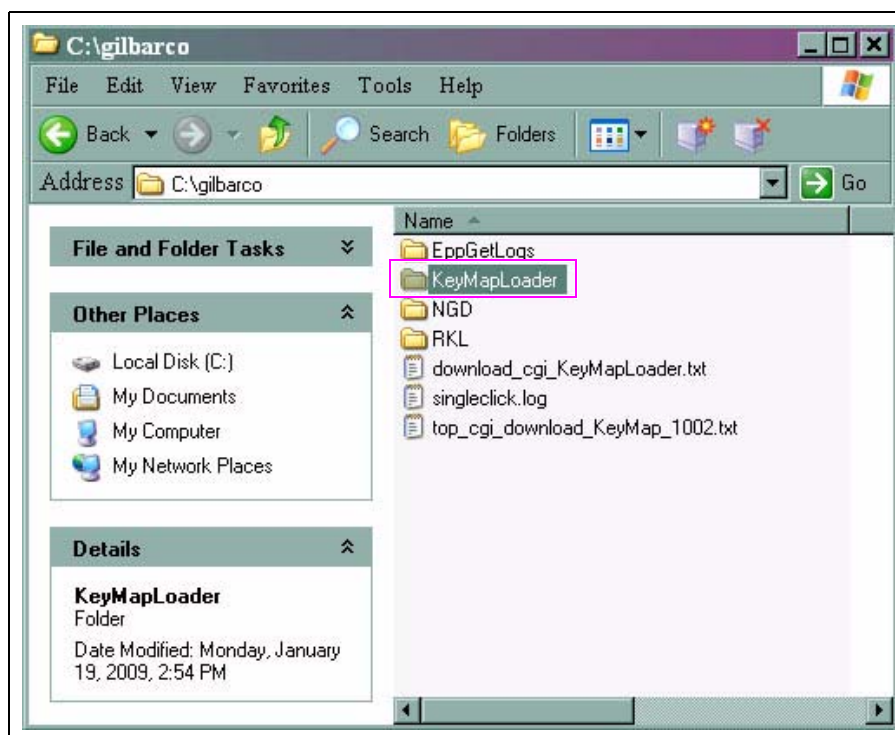 C:\gilbarco
File Edit View Favorites Tools Help
Back Search Folders
Address C:\gilbarco Go
File and Folder Tasks
Other Places
Local Disk (C:)
My Documents
My Computer
My Network Places
Details
KeyMapLoader
Folder
Date Modified: Monday, January
19, 2009, 2:54 PM
Name
EppGetLogs
KeyMapLoader
NGD
RKL
download_cgi_KeyMapLoader.txt
singleclick.log
top_cgi_download_KeyMap_1002.txt